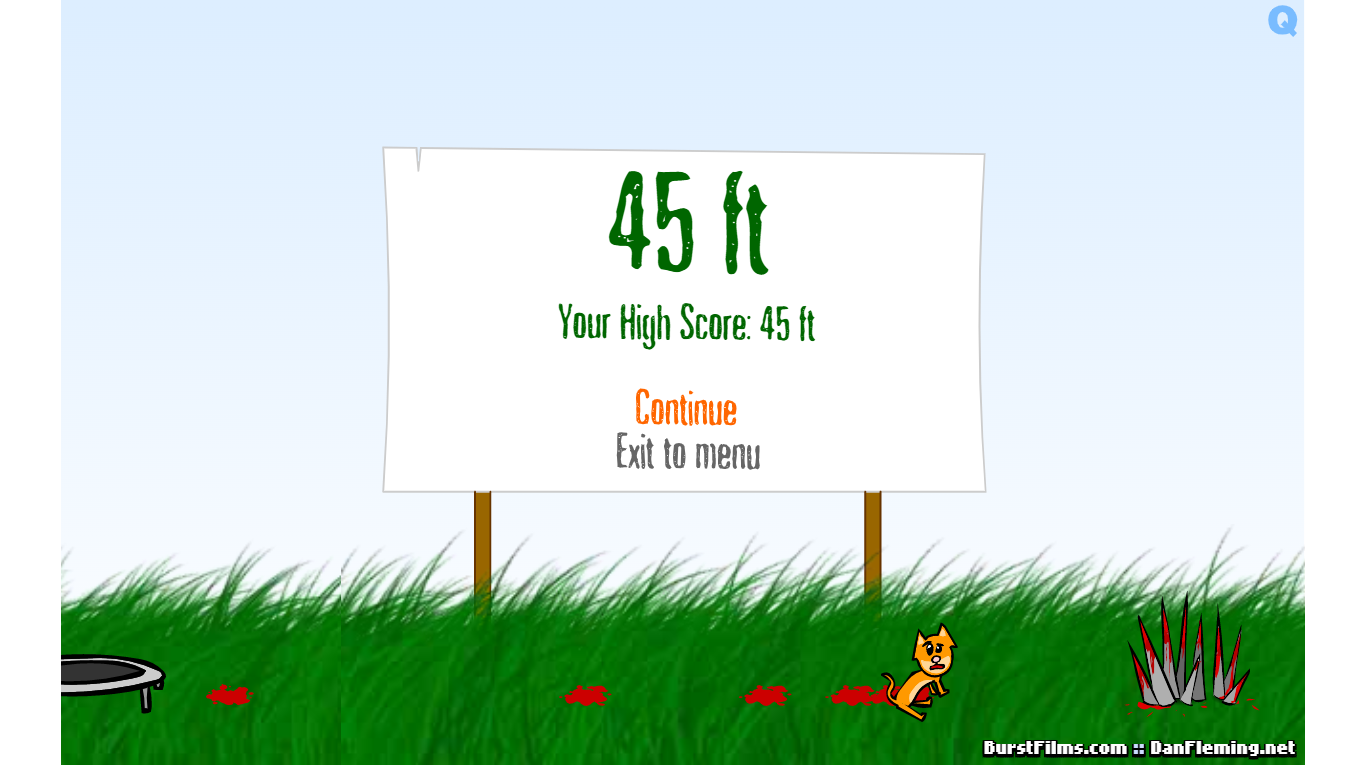 Q
45 ft
Your High Score: 45 ft
Continue
Exit to menu
BurstFilms.com :: DanFleming.net